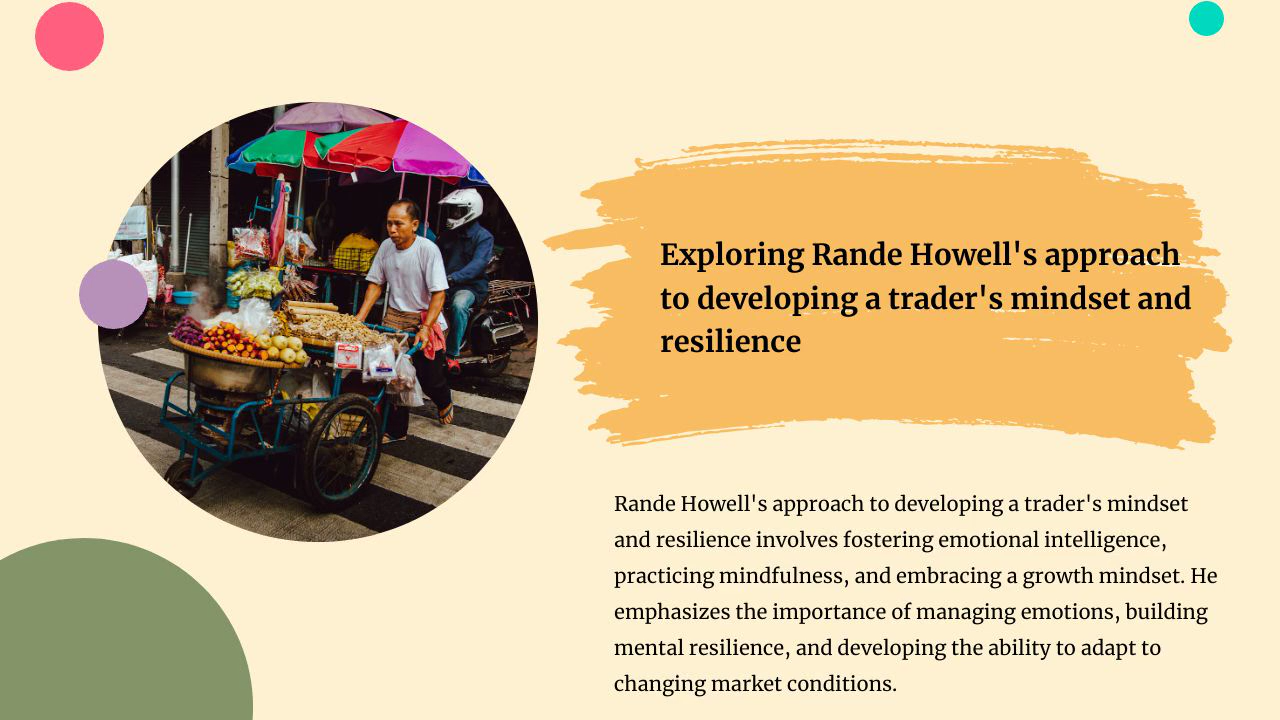 Exploring Rande Howell's approach
to developing a trader's mindset and
resilience
Rande Howell's approach to developing a trader's mindset
and resilience involves fostering emotional intelligence,
practicing mindfulness, and embracing a growth mindset. He
emphasizes the importance of managing emotions, building
mental resilience, and developing the ability to adapt to
changing market conditions.